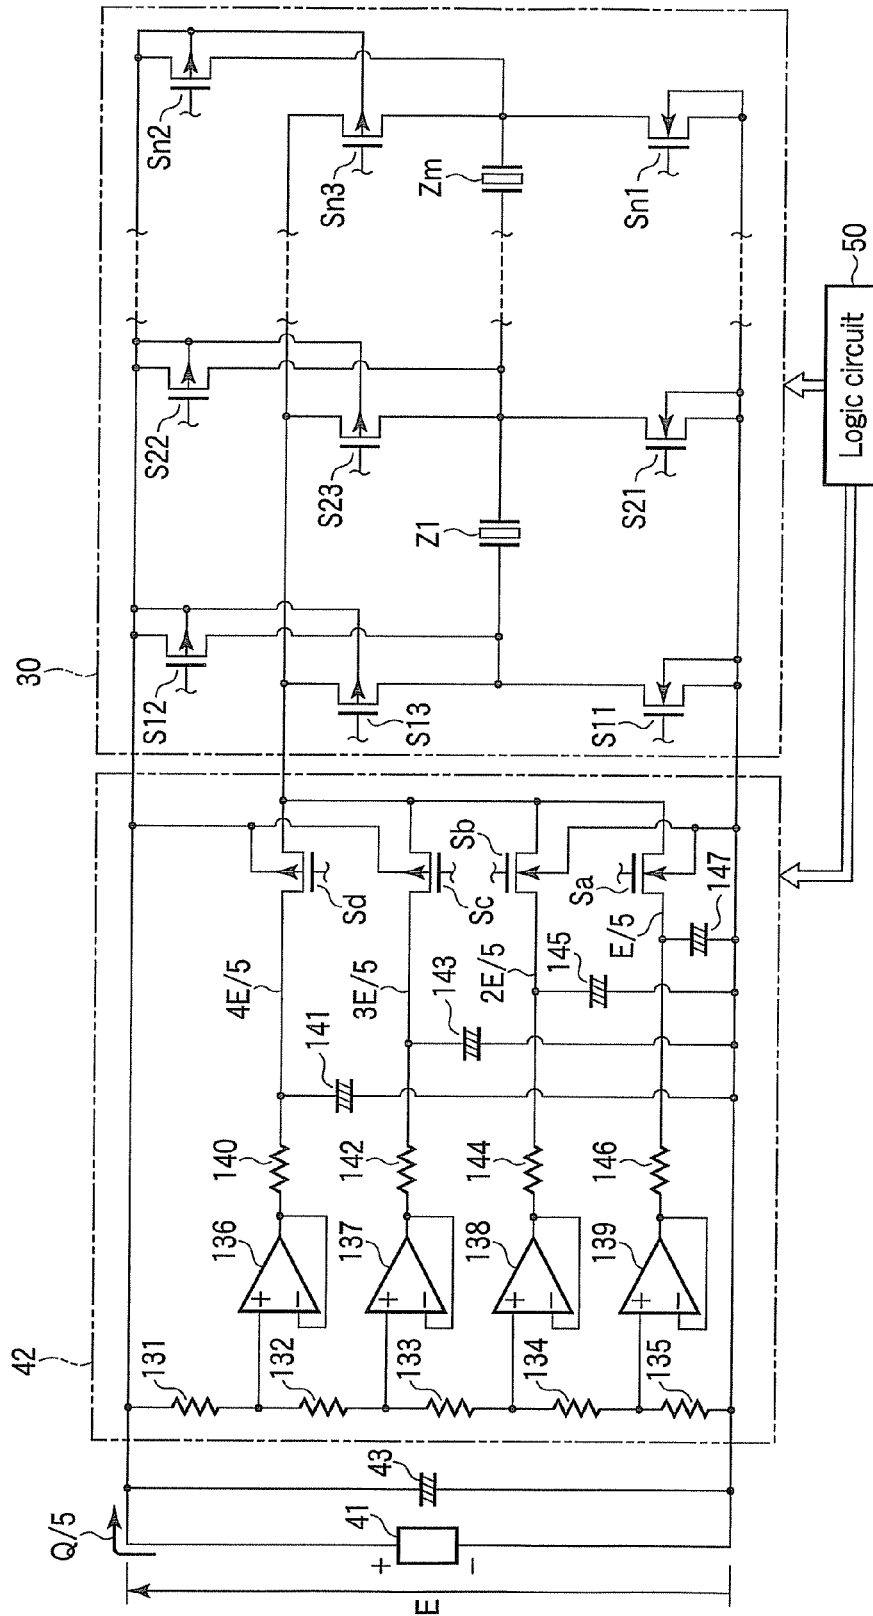 30
42
Q/5
E
+
41
−
43
131
132
133
134
135
136
+
−
137
+
−
138
+
−
139
+
−
140
142
144
146
141
143
145
147
4E/5
3E/5
2E/5
E/5
Sd
Sc
Sb
Sa
S12
S13
S11
Z1
S22
S23
S21
Sn2
Sn3
Zm
Sn1
Logic circuit
50